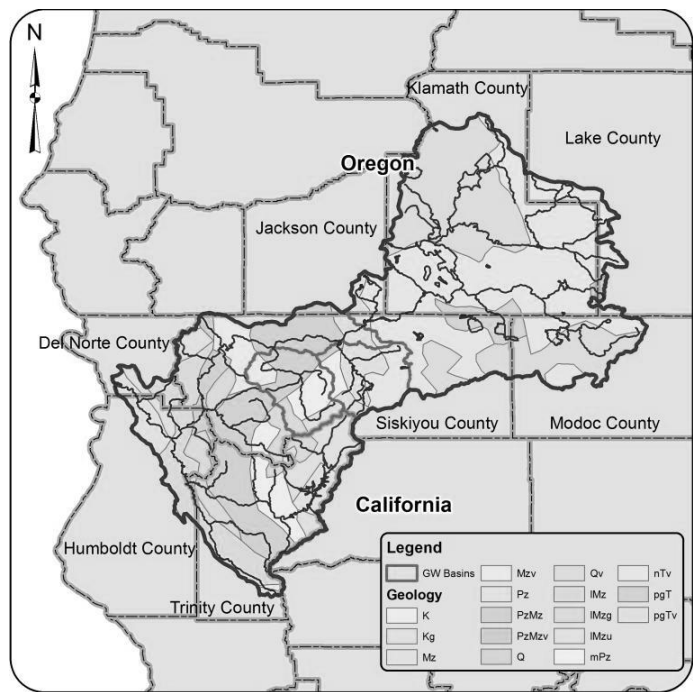 N
Klamath County
Lake County
Oregon
Jackson County
Del Norte County
Siskiyou County
Modoc County
California
Humboldt County
Trinity County
Legend
GW Basins
Geology
K
Kg
Mz
Mzv
Pz
PzMz
PzMzv
Q
Qv
lMz
lMzg
lMzu
mPz
nTv
pgT
pgTv